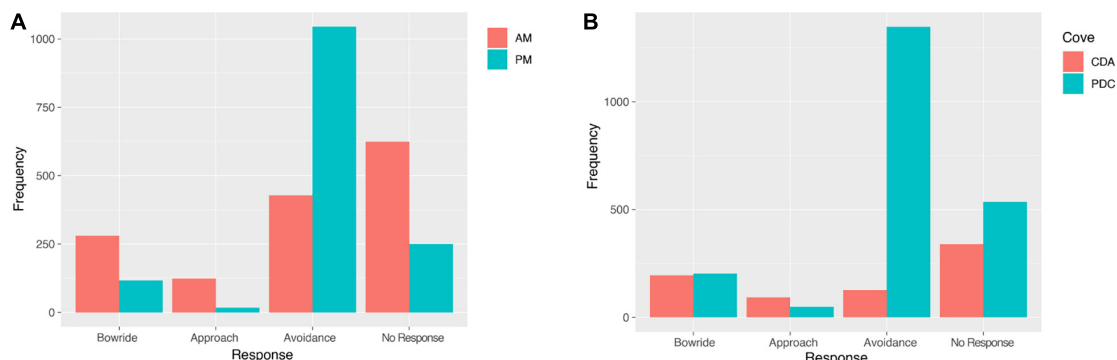 A
Frequency
1000
750
500
250
0
Bowride Approach Avoidance No Response
Response
AM
PM
B
Frequency
1000
500
0
Bowride Approach Avoidance No Response
Response
Cove
CDA
PDC